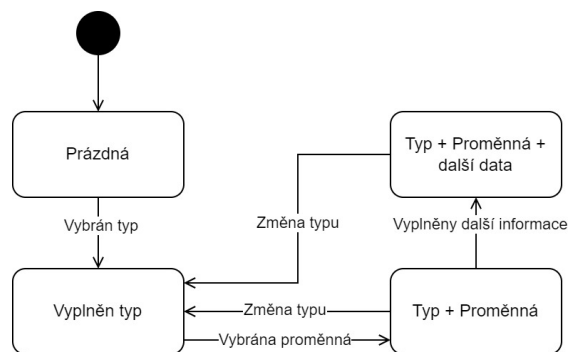 Prázdná
Typ + Proměnná +
další data
Vybrán typ
Změna typu
Vyplněny další informace
Vyplněn typ
Změna typu
Typ + Proměnná
Vybrána proměnná